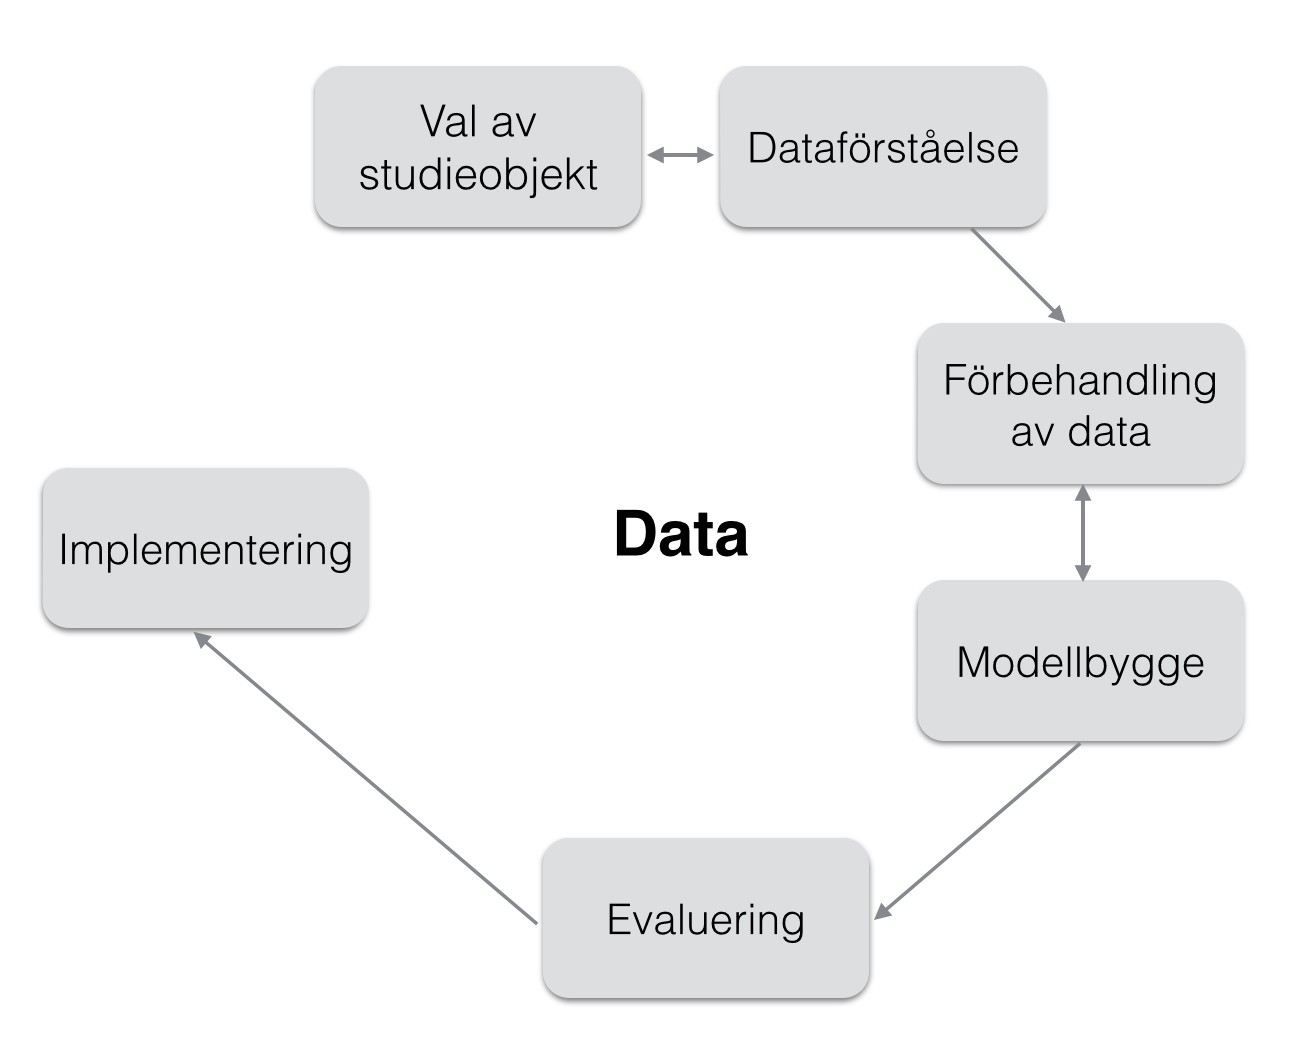 Val av
studieobjekt
Dataförståelse
Förbehandling
av data
Implementering
Data
Modellbygge
Evaluering